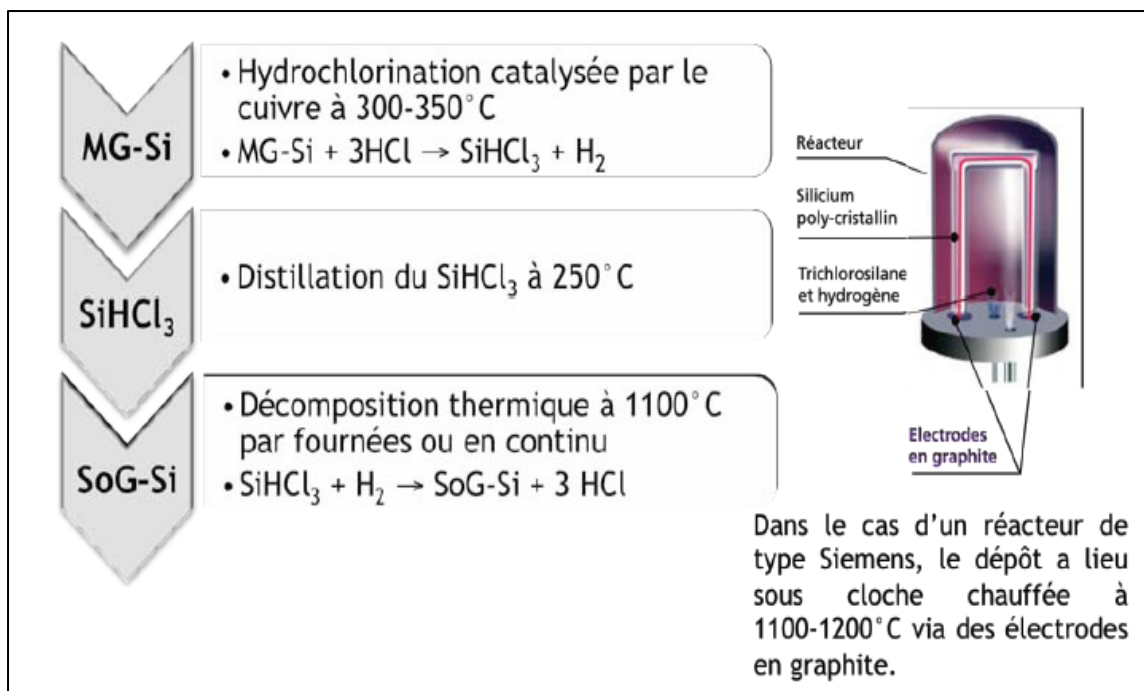 MG-Si
• Hydrochlorination catalysée par le
cuivre à 300-350°C
• MG-Si + 3HCl → SiHCl₃ + H₂
SiHCl₃
• Distillation du SiHCl₃ à 250°C
SoG-Si
• Décomposition thermique à 1100°C
par fournées ou en continu
• SiHCl₃ + H₂ → SoG-Si + 3 HCl
Réacteur
Silicium
poly-cristallin
Trichlorosilane
et hydrogène
Electrodes
en graphite
Dans le cas d'un réacteur de
type Siemens, le dépôt a lieu
sous cloche chauffée à
1100-1200°C via des électrodes
en graphite.